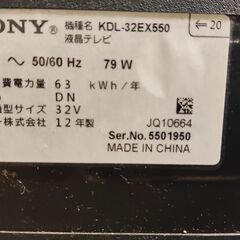 SONY® 機種名 KDL-32EX550
液晶テレビ
⇐20
～ 50/60 Hz 79 W
費電力量 63 kWh/年
DN
型サイズ 32V
株式会社 12年製 JQ10664
Ser.No. 5501950
MADE IN CHINA